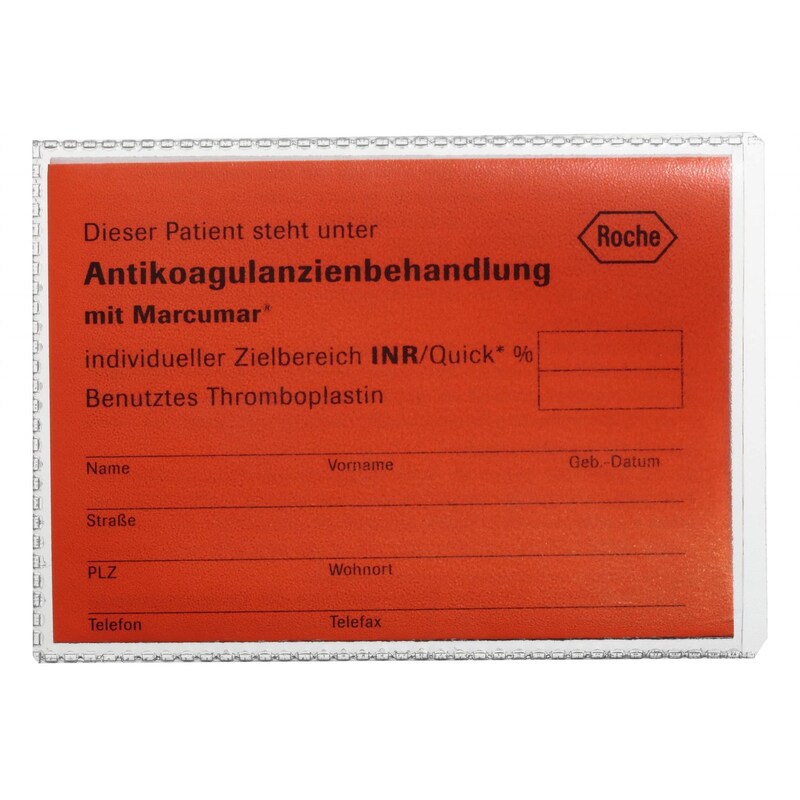 Dieser Patient steht unter
Roche
Antikoagulanzienbehandlung
mit Marcumar®
individueller Zielbereich INR/Quick* %
Benutztes Thromboplastin
Name Vorname Geb.-Datum
Straße
PLZ Wohnort
Telefon Telefax